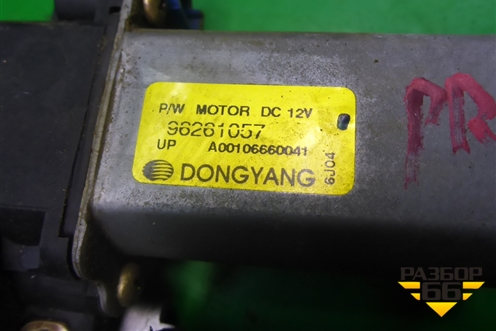 P/W MOTOR DC 12V
96261057
UP A00106660041
6J04
DONGYANG
PR
РАЗБОР
66